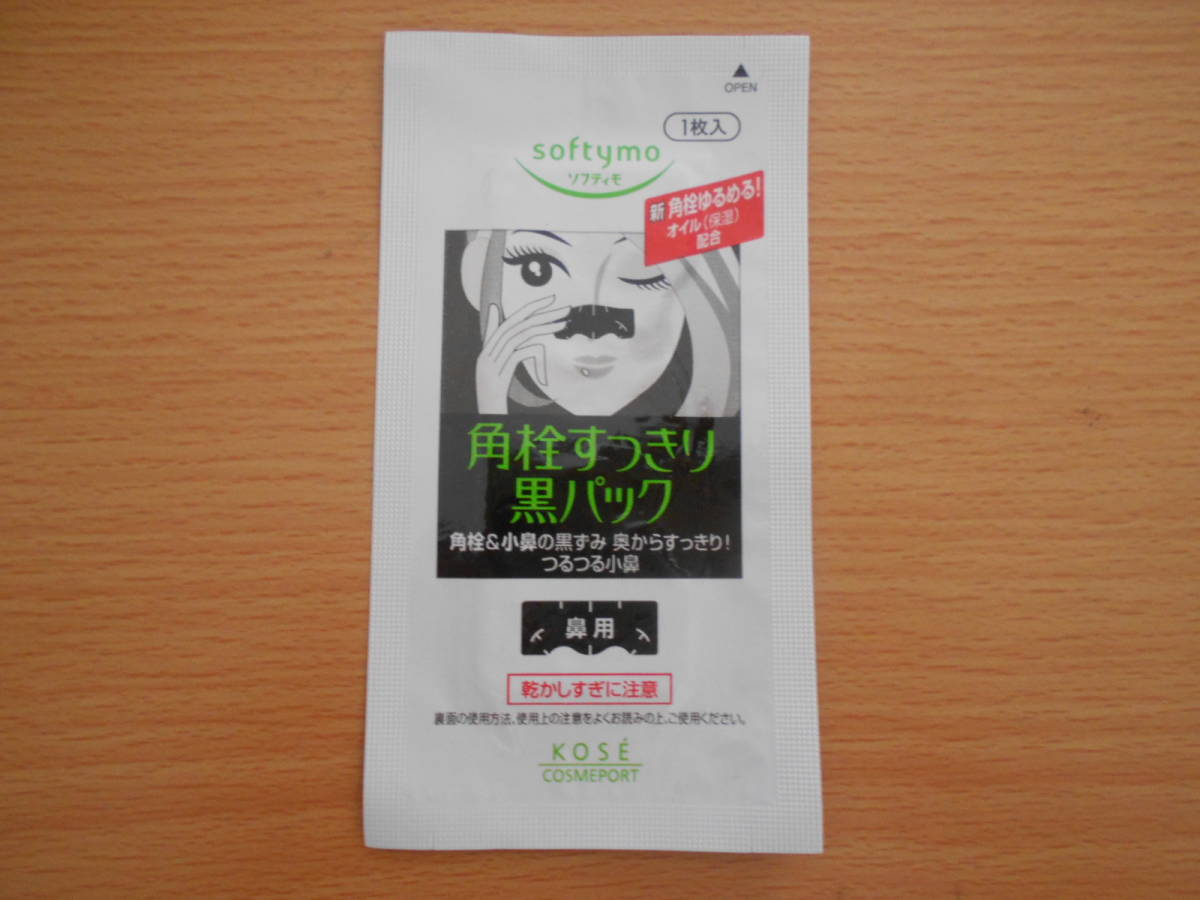 ▲
OPEN
1枚入
softymo
ソフティモ
新 角栓ゆるめる!
オイル(保湿)
配合
角栓すっきり
黒パック
角栓&小鼻の黒ずみ 奥からすっきり!
つるつる小鼻
鼻用
乾かしすぎに注意
裏面の使用方法、使用上の注意をよくお読みの上、ご使用ください。
KOSÉ
COSMEPORT